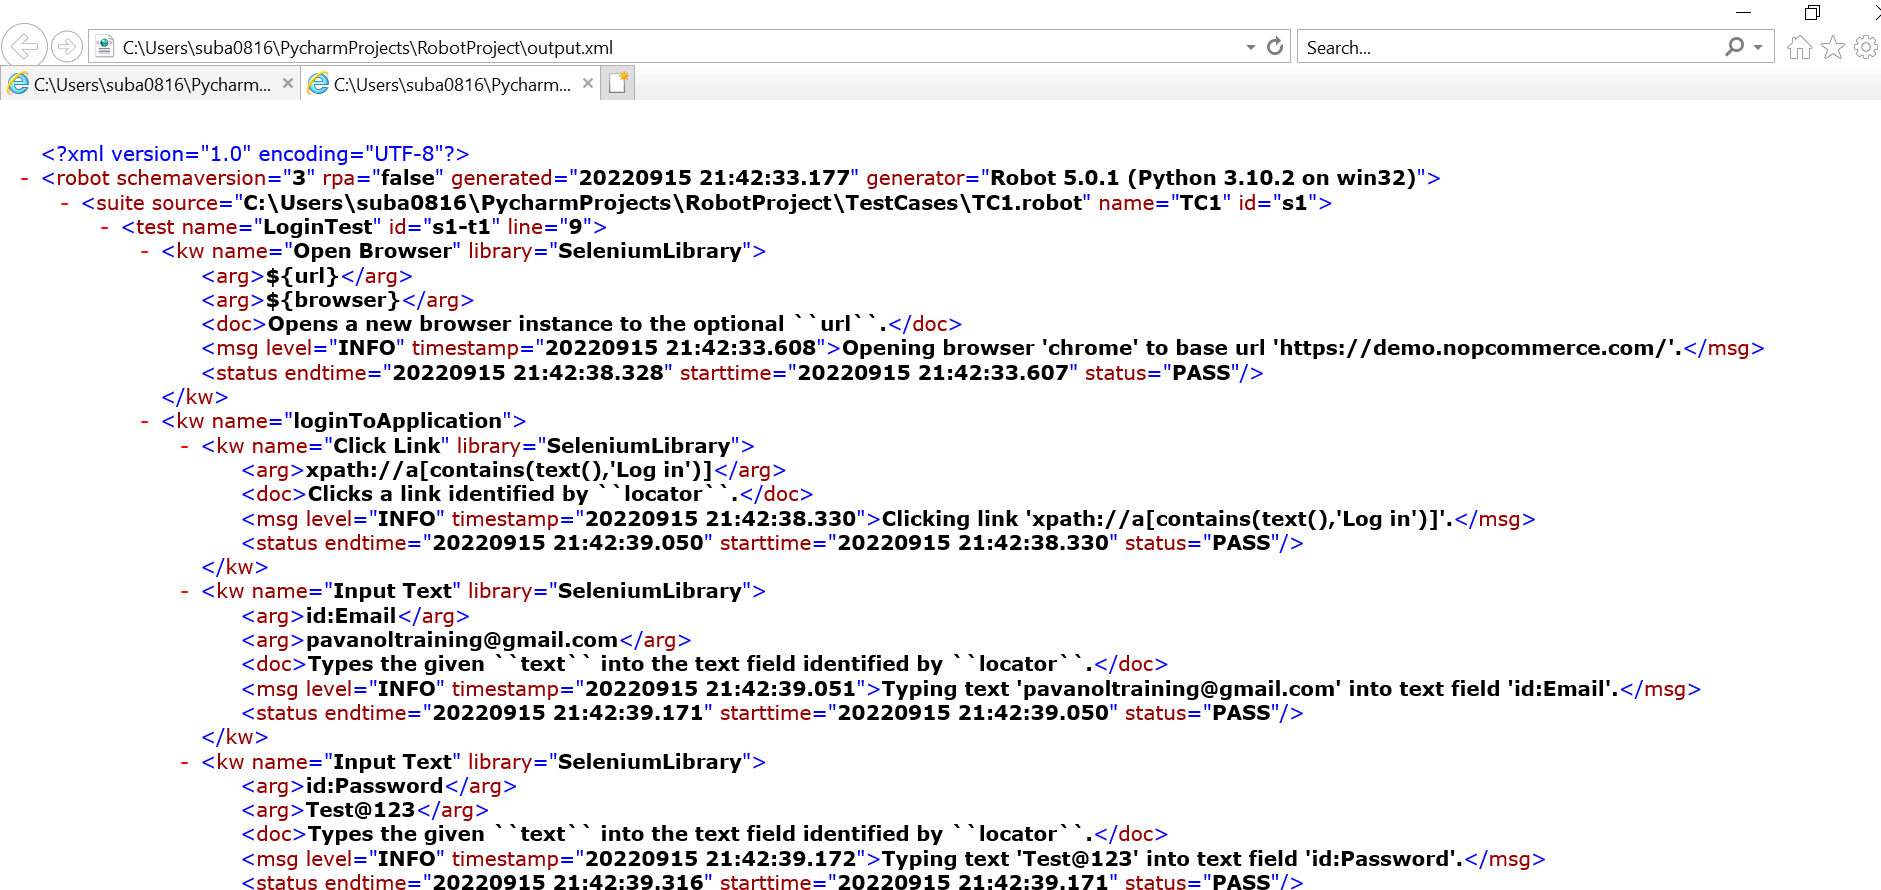 C:\Users\suba0816\PycharmProjects\RobotProject\output.xml
Search...
C:\Users\suba0816\Pycharm...
C:\Users\suba0816\Pycharm...
<?xml version="1.0" encoding="UTF-8"?>
- <robot schemaversion="3" rpa="false" generated="20220915 21:42:33.177" generator="Robot 5.0.1 (Python 3.10.2 on win32)">
- <suite source="C:\Users\suba0816\PycharmProjects\RobotProject\TestCases\TC1.robot" name="TC1" id="s1">
- <test name="LoginTest" id="s1-t1" line="9">
- <kw name="Open Browser" library="SeleniumLibrary">
<arg>${url}</arg>
<arg>${browser}</arg>
<doc>Opens a new browser instance to the optional ``url``.</doc>
<msg level="INFO" timestamp="20220915 21:42:33.608">Opening browser 'chrome' to base url 'https://demo.nopcommerce.com/'.</msg>
<status endtime="20220915 21:42:38.328" starttime="20220915 21:42:33.607" status="PASS"/>
</kw>
- <kw name="loginToApplication">
- <kw name="Click Link" library="SeleniumLibrary">
<arg>xpath://a[contains(text(),'Log in')]</arg>
<doc>Clicks a link identified by ``locator``.</doc>
<msg level="INFO" timestamp="20220915 21:42:38.330">Clicking link 'xpath://a[contains(text(),'Log in')]'.</msg>
<status endtime="20220915 21:42:39.050" starttime="20220915 21:42:38.330" status="PASS"/>
</kw>
- <kw name="Input Text" library="SeleniumLibrary">
<arg>id:Email</arg>
<arg>pavanoltraining@gmail.com</arg>
<doc>Types the given ``text`` into the text field identified by ``locator``.</doc>
<msg level="INFO" timestamp="20220915 21:42:39.051">Typing text 'pavanoltraining@gmail.com' into text field 'id:Email'.</msg>
<status endtime="20220915 21:42:39.171" starttime="20220915 21:42:39.050" status="PASS"/>
</kw>
- <kw name="Input Text" library="SeleniumLibrary">
<arg>id:Password</arg>
<arg>Test@123</arg>
<doc>Types the given ``text`` into the text field identified by ``locator``.</doc>
<msg level="INFO" timestamp="20220915 21:42:39.172">Typing text 'Test@123' into text field 'id:Password'.</msg>
<status endtime="20220915 21:42:39.316" starttime="20220915 21:42:39.171" status="PASS"/>